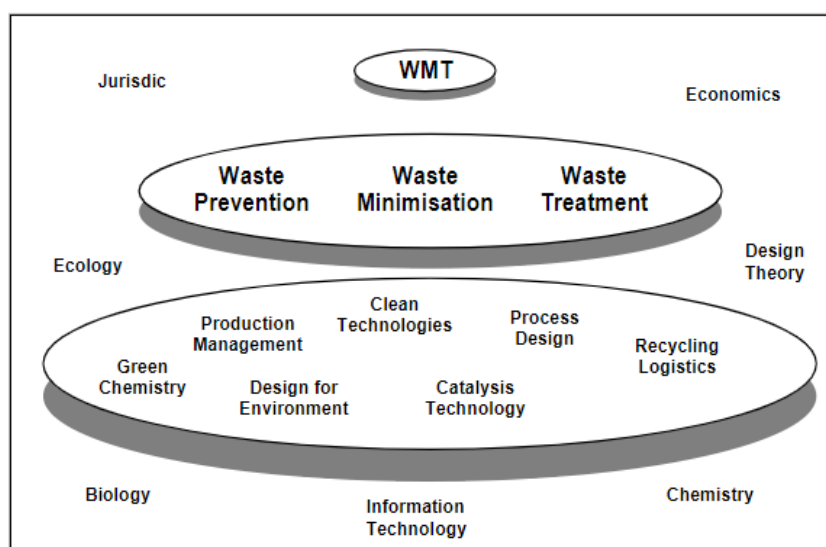 WMT
Jurisdic
Economics
Waste
Prevention
Waste
Minimisation
Waste
Treatment
Ecology
Design
Theory
Clean
Technologies
Production
Management
Process
Design
Recycling
Logistics
Green
Chemistry
Design for
Environment
Catalysis
Technology
Biology
Information
Technology
Chemistry